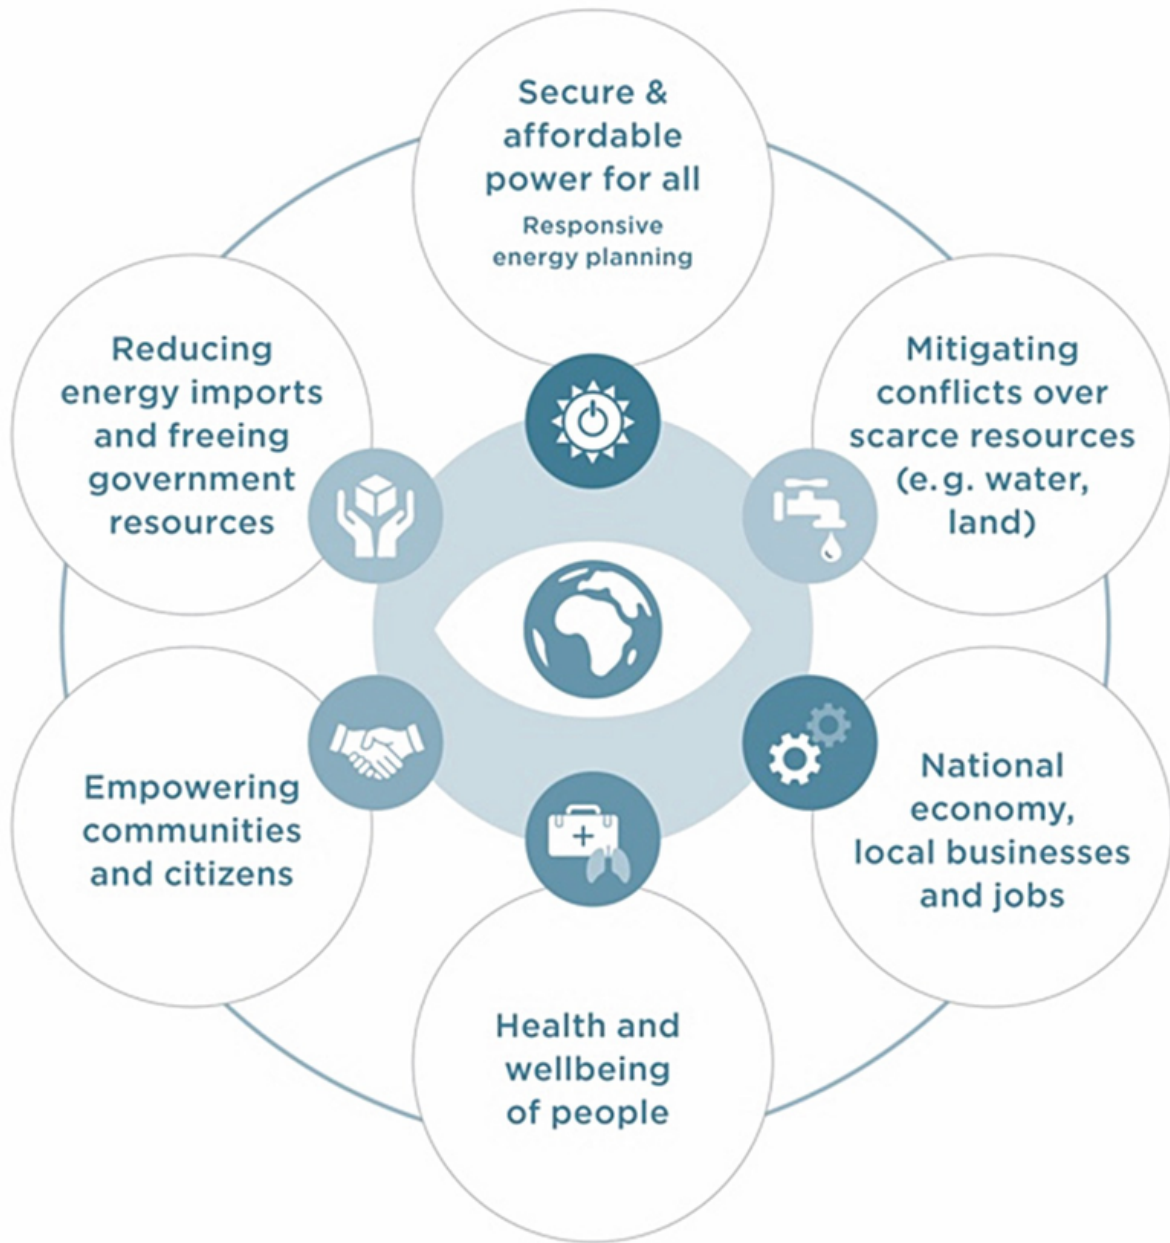 Secure &
affordable
power for all
Responsive
energy planning
Reducing
energy imports
and freeing
government
resources
Mitigating
conflicts over
scarce resources
(e.g. water,
land)
Empowering
communities
and citizens
National
economy,
local businesses
and jobs
Health and
wellbeing
of people